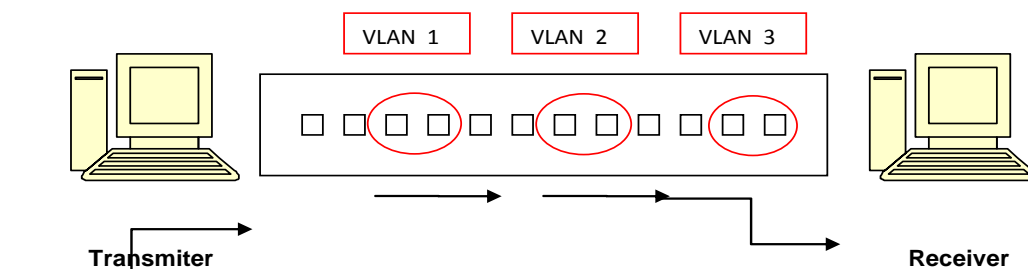 VLAN 1
VLAN 2
VLAN 3
Transmiter
Receiver